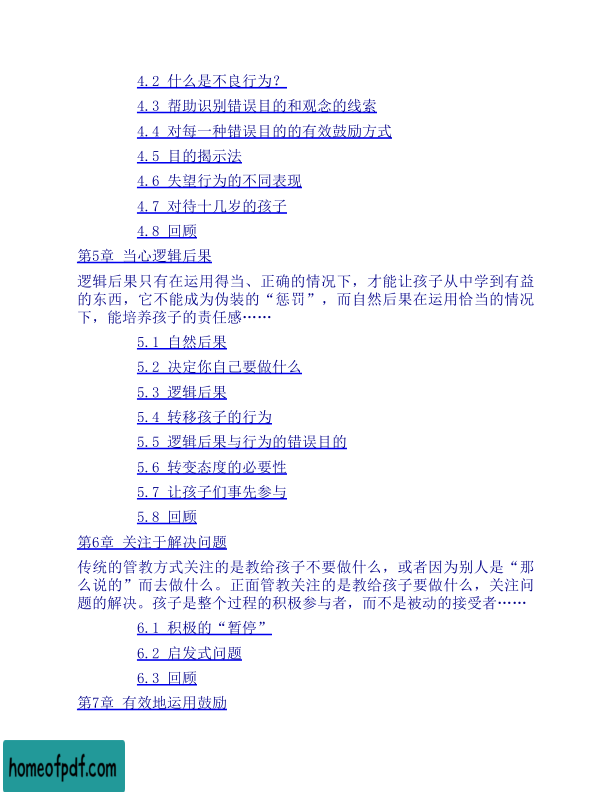 4.2 什么是不良行为？
4.3 帮助识别错误目的和观念的线索
4.4 对每一种错误目的的有效鼓励方式
4.5 目的揭示法
4.6 失望行为的不同表现
4.7 对待十几岁的孩子
4.8 回顾
第5章 当心逻辑后果
逻辑后果只有在运用得当、正确的情况下，才能让孩子从中学到有益
的东西，它不能成为伪装的“惩罚”，而自然后果在运用恰当的情况
下，能培养孩子的责任感……
5.1 自然后果
5.2 决定你自己要做什么
5.3 逻辑后果
5.4 转移孩子的行为
5.5 逻辑后果与行为的错误目的
5.6 转变态度的必要性
5.7 让孩子们事先参与
5.8 回顾
第6章 关注于解决问题
传统的管教方式关注的是教给孩子不要做什么，或者因为别人是“那
么说的”而去做什么。正面管教关注的是教给孩子要做什么，关注问
题的解决。孩子是整个过程的积极参与者，而不是被动的接受者……
6.1 积极的“暂停”
6.2 启发式问题
6.3 回顾
第7章 有效地运用鼓励
homeofpdf.com